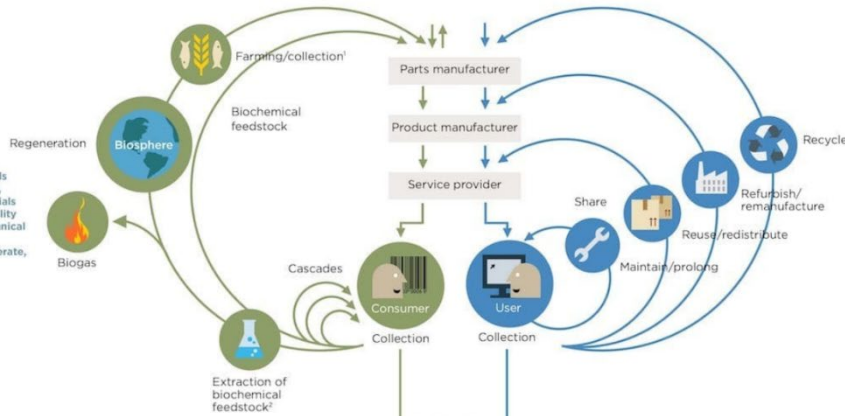 Farming/collection¹
Biochemical
feedstock
Regeneration
Biosphere
Biogas
Cascades
Extraction of
biochemical
feedstock²
Parts manufacturer
Product manufacturer
Service provider
Consumer
Collection
User
Collection
Share
Maintain/prolong
Reuse/redistribute
Refurbish/
remanufacture
Recycle